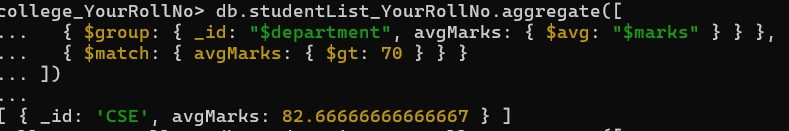 college_YourRollNo> db.studentList_YourRollNo.aggregate([
... { $group: { _id: "$department", avgMarks: { $avg: "$marks" } } },
... { $match: { avgMarks: { $gt: 70 } } }
... ])
...
[ { _id: 'CSE', avgMarks: 82.66666666666667 } ]